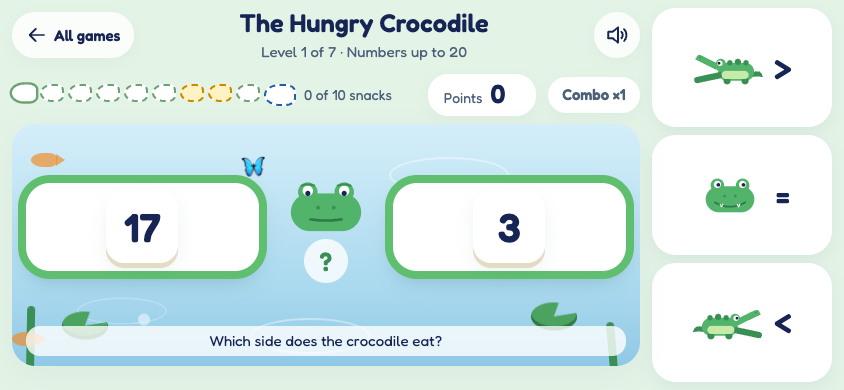 All games
The Hungry Crocodile
Level 1 of 7 · Numbers up to 20
0 of 10 snacks
Points 0
Combo ×1
17
?
3
Which side does the crocodile eat?
>
=
<